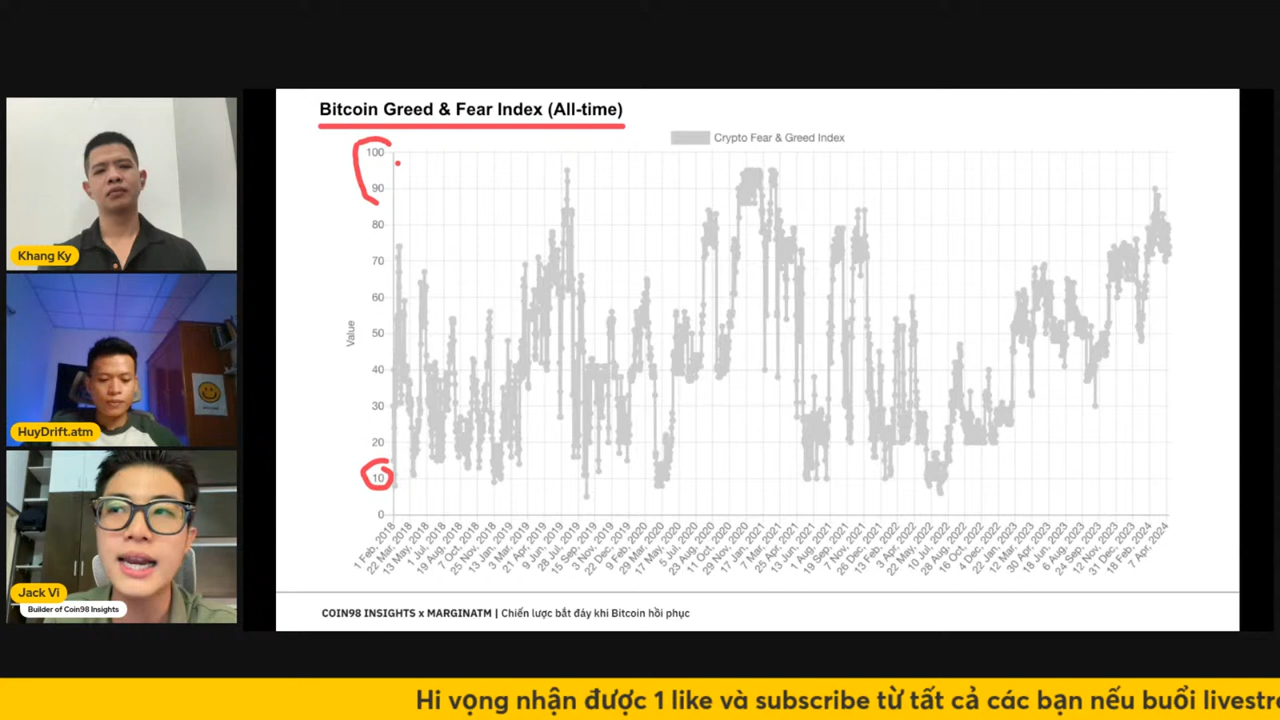 Bitcoin Greed & Fear Index (All-time)
Crypto Fear & Greed Index
100
90
80
70
60
50
40
30
20
10
0
Value
1 Feb, 2018
22 Mar, 2018
13 May, 2018
1 Jul, 2018
19 Aug, 2018
7 Oct, 2018
25 Nov, 2018
13 Jan, 2019
3 Mar, 2019
21 Apr, 2019
9 Jun, 2019
28 Jul, 2019
15 Sep, 2019
3 Nov, 2019
22 Dec, 2019
9 Feb, 2020
29 Mar, 2020
17 May, 2020
5 Jul, 2020
23 Aug, 2020
11 Oct, 2020
29 Nov, 2020
17 Jan, 2021
7 Mar, 2021
25 Apr, 2021
13 Jun, 2021
1 Aug, 2021
19 Sep, 2021
7 Nov, 2021
26 Dec, 2021
13 Feb, 2022
3 Apr, 2022
22 May, 2022
10 Jul, 2022
28 Aug, 2022
16 Oct, 2022
4 Dec, 2022
22 Jan, 2023
12 Mar, 2023
30 Apr, 2023
18 Jun, 2023
6 Aug, 2023
24 Sep, 2023
12 Nov, 2023
31 Dec, 2023
18 Feb, 2024
7 Apr, 2024
Khang Ky
HuyDrift.atm
Jack Vĩ
Builder of Coin98 Insights
COIN98 INSIGHTS x MARGINATM | Chiến lược bắt đáy khi Bitcoin hồi phục
Hi vọng nhận được 1 like và subscribe từ tất cả các bạn nếu buổi livestre